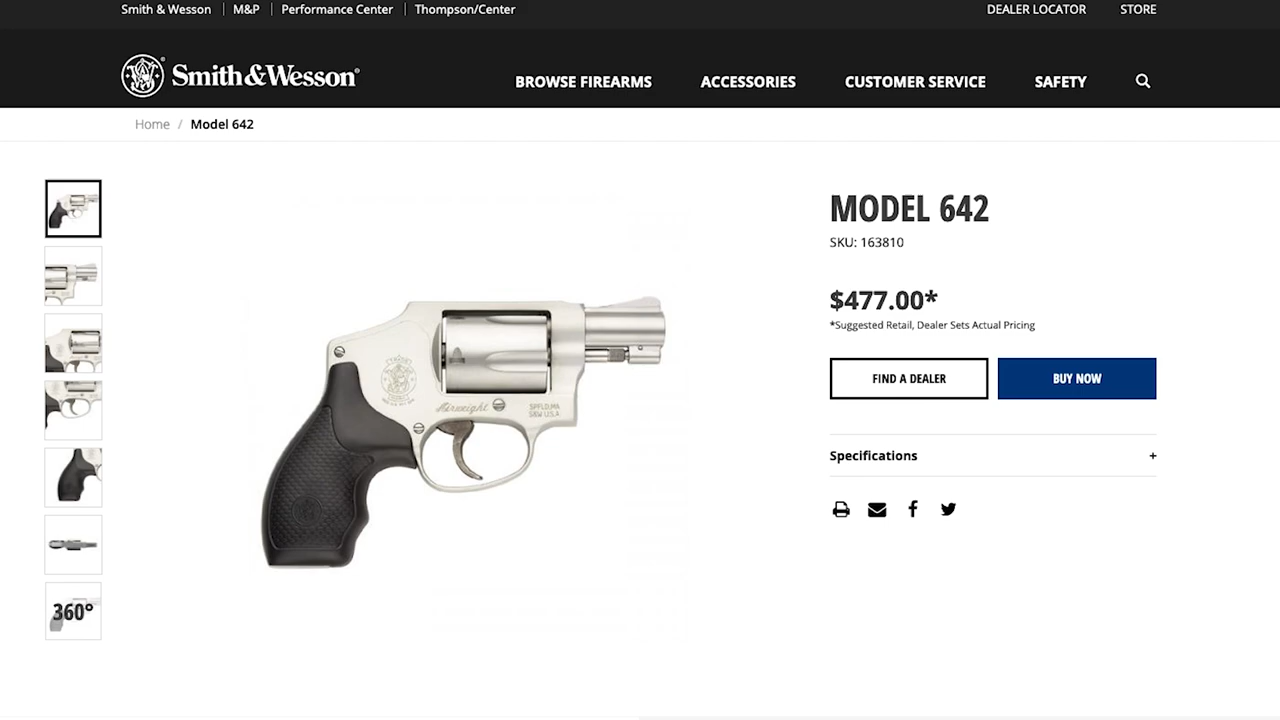 Smith & Wesson | M&P | Performance Center | Thompson/Center
DEALER LOCATOR STORE
Smith & Wesson®
BROWSE FIREARMS ACCESSORIES CUSTOMER SERVICE SAFETY
Home / Model 642
MODEL 642
SKU: 163810
$477.00*
*Suggested Retail, Dealer Sets Actual Pricing
FIND A DEALER BUY NOW
Specifications +
Airweight
SPFLD,MA
S&W U.S.A
360°